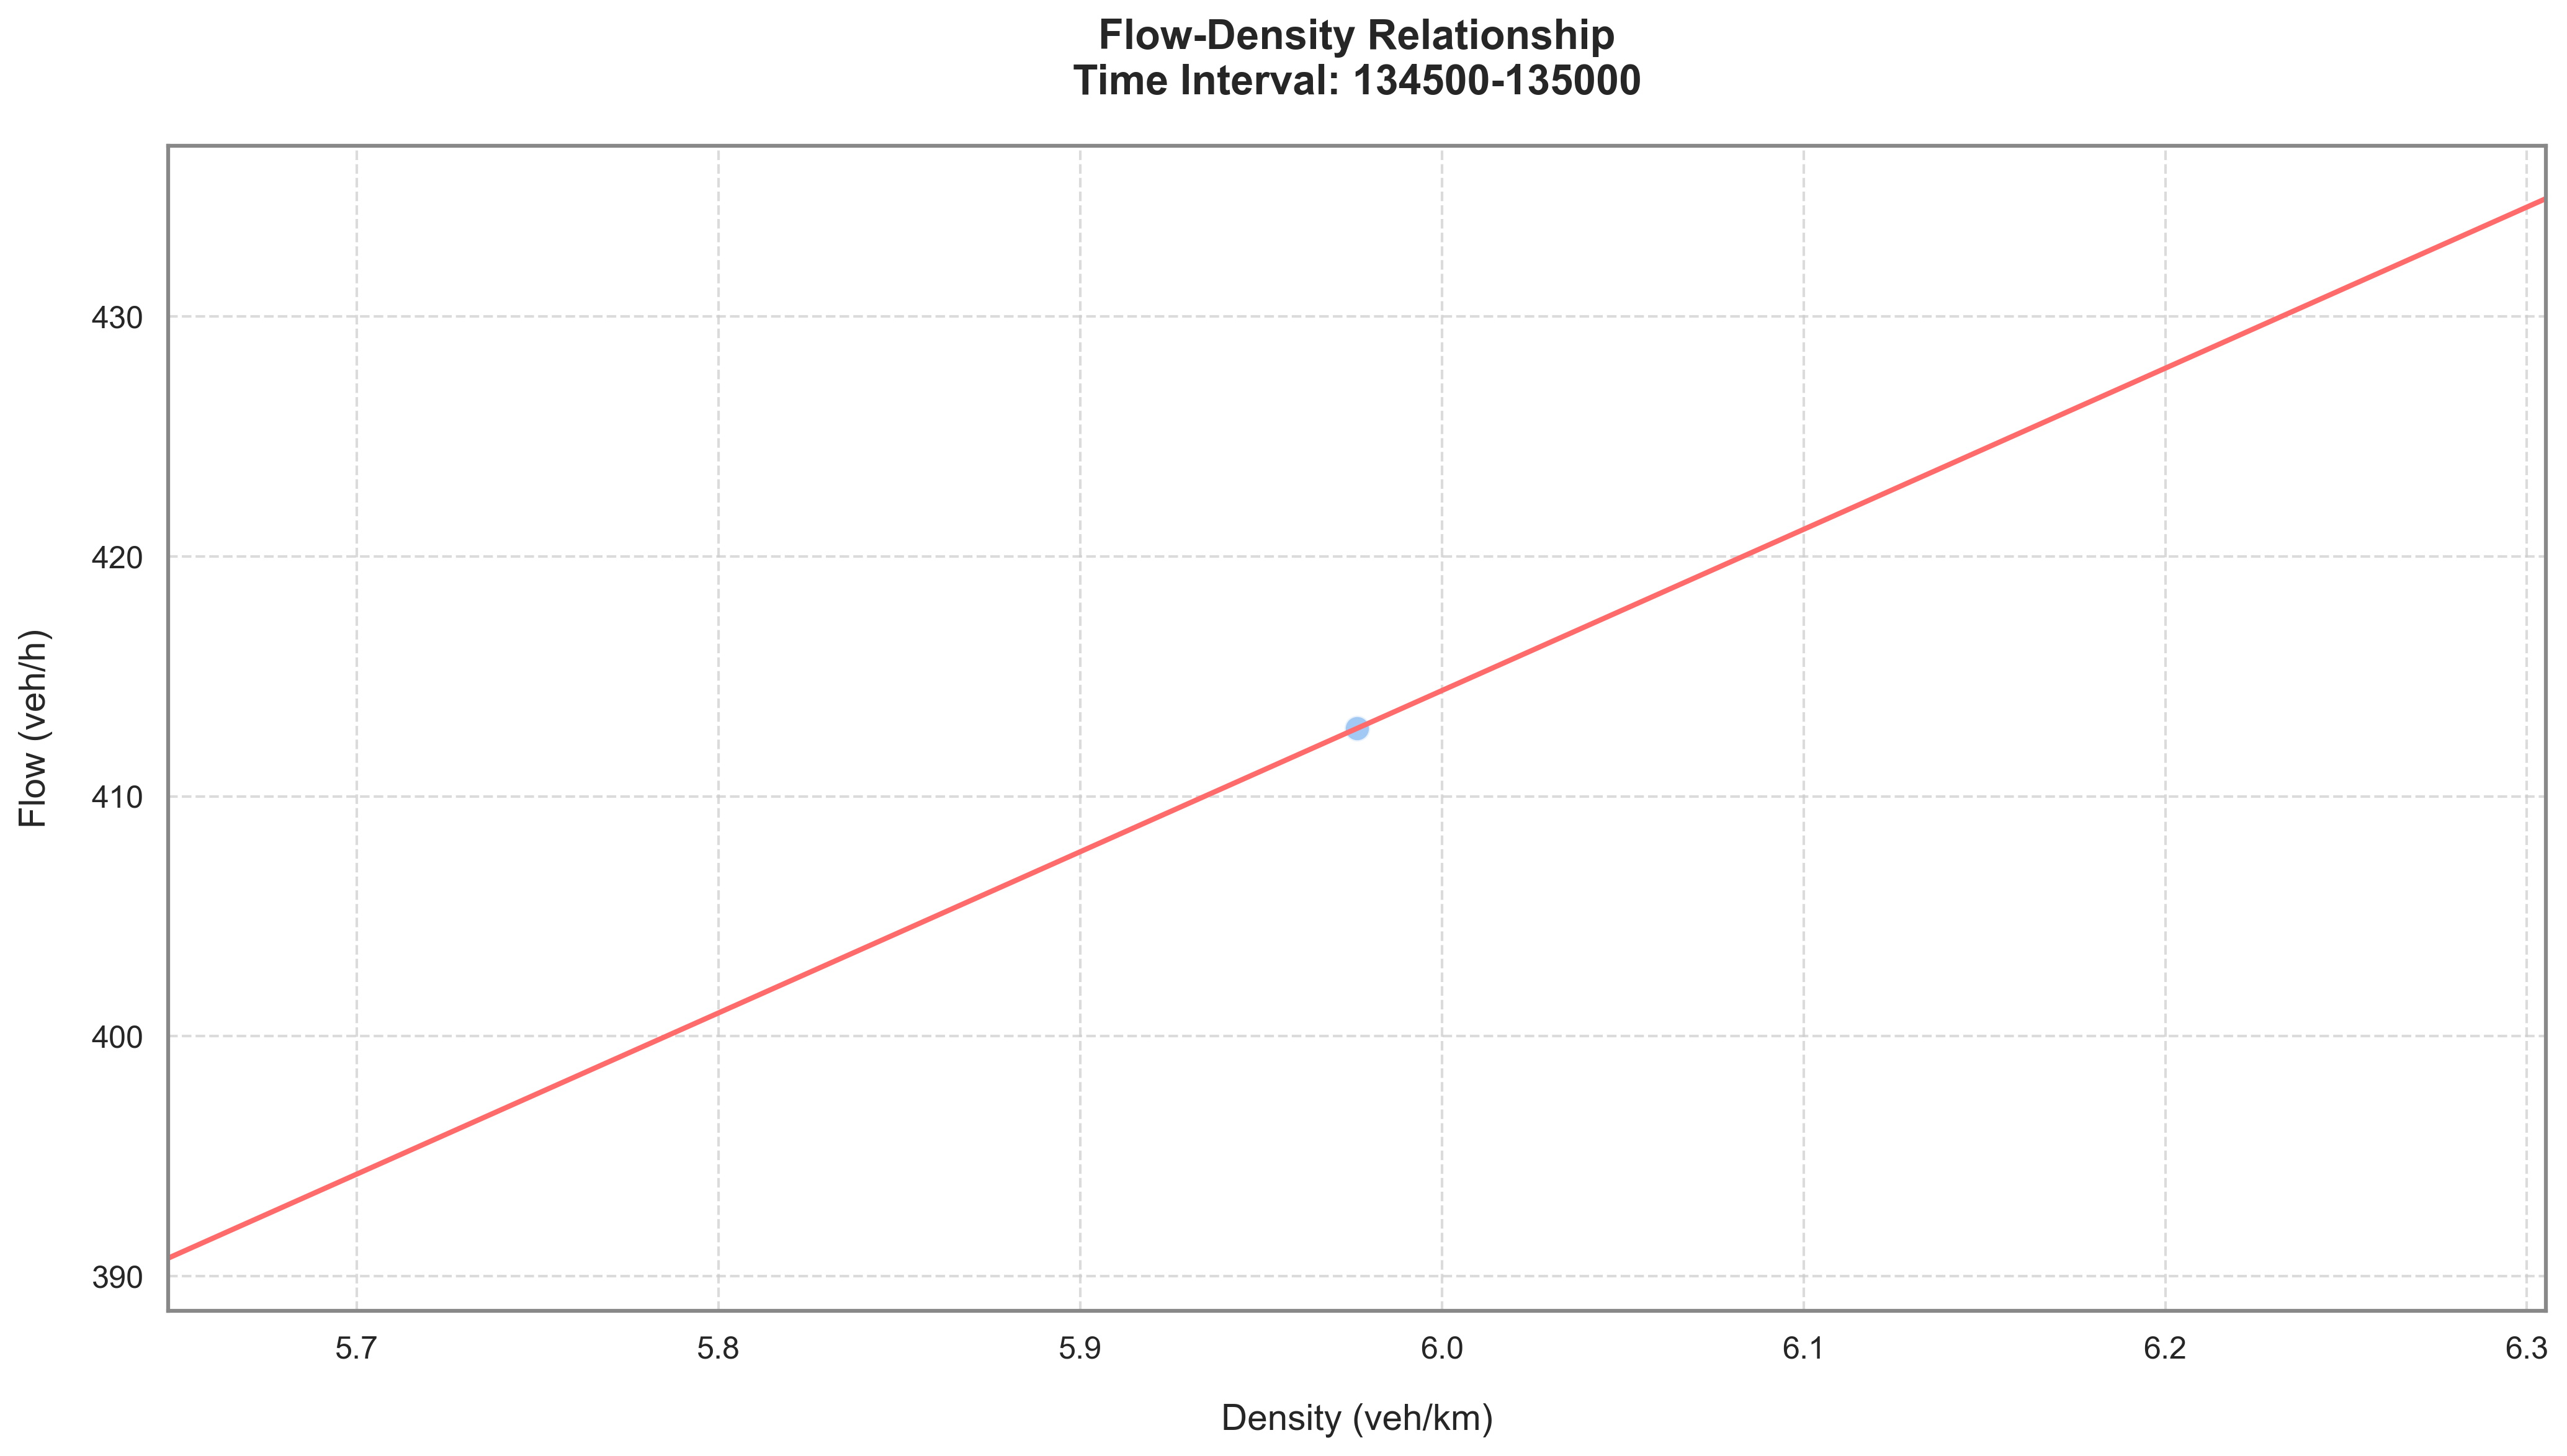 Flow-Density Relationship
Time Interval: 134500-135000
Flow (veh/h)
430
420
410
400
390
5.7 5.8 5.9 6.0 6.1 6.2 6.3
Density (veh/km)